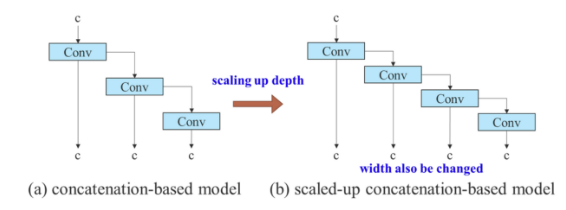 c
c
Conv
Conv
scaling up depth
Conv
Conv
Conv
Conv
Conv
c
c
c
c
c
c
c
width also be changed
(a) concatenation-based model
(b) scaled-up concatenation-based model